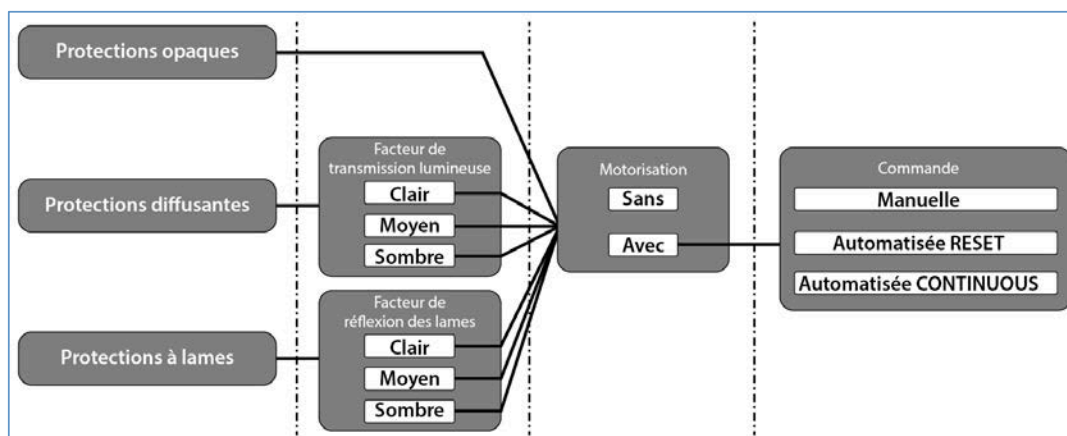 Protections opaques
Protections diffusantes
Protections à lames
Facteur de
transmission lumineuse
Clair
Moyen
Sombre
Facteur de
réflexion des lames
Clair
Moyen
Sombre
Motorisation
Sans
Avec
Commande
Manuelle
Automatisée RESET
Automatisée CONTINUOUS